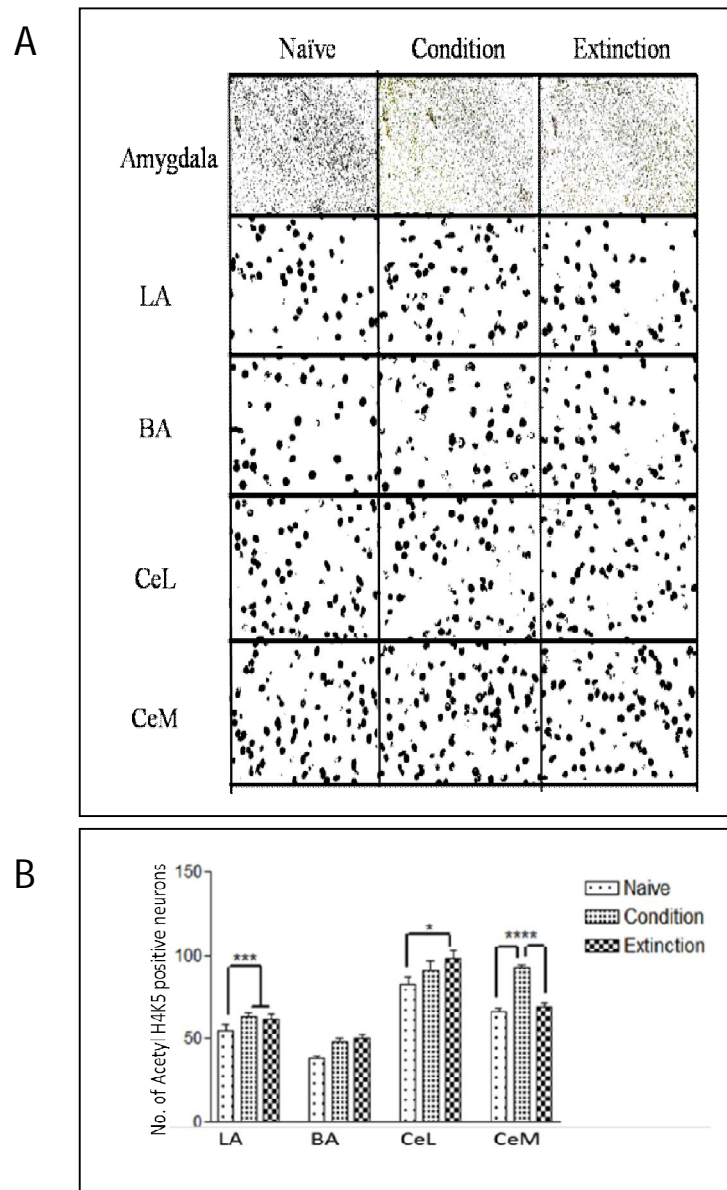 A
Naïve Condition Extinction
Amygdala
LA
BA
CeL
CeM
B
No. of Acetyl H4K5 positive neurons
150
100
50
0
***
*
****
Naive
Condition
Extinction
LA BA CeL CeM